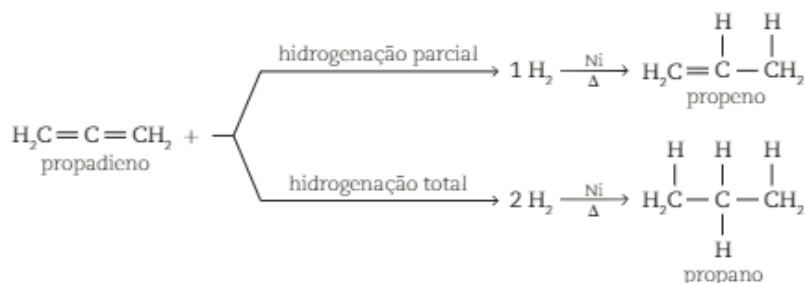 H H
hidrogenação parcial 1 H₂ Ni Δ H₂C=C—CH₂
propeno
H₂C=C=CH₂ +
propadieno
H H H
hidrogenação total 2 H₂ Ni Δ H₂C—C—CH₂
H
propano